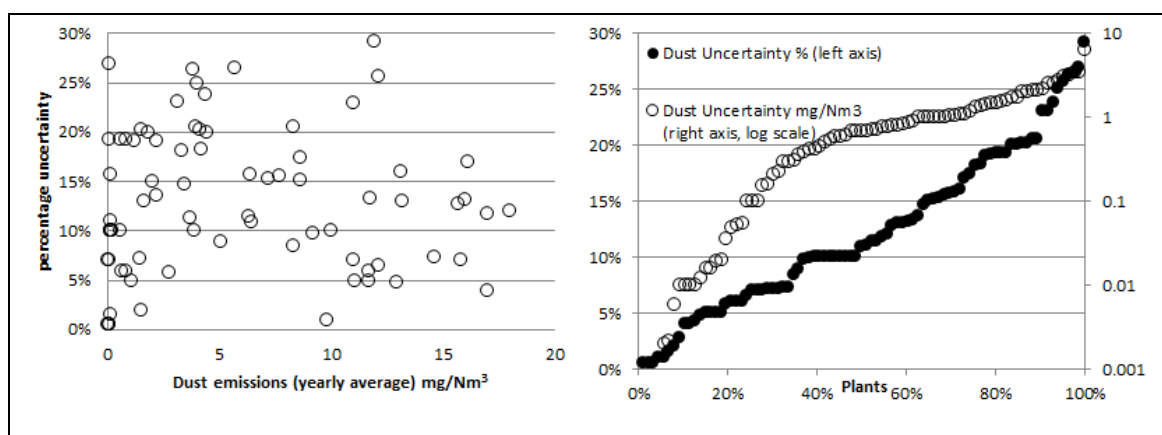 30%
25%
20%
15%
10%
5%
0%
percentage uncertainty
0 5 10 15 20
Dust emissions (yearly average) mg/Nm³
30%
25%
20%
15%
10%
5%
0%
Dust Uncertainty % (left axis)
Dust Uncertainty mg/Nm3
(right axis, log scale)
10
1
0.1
0.01
0.001
0% 20% 40% 60% 80% 100%
Plants